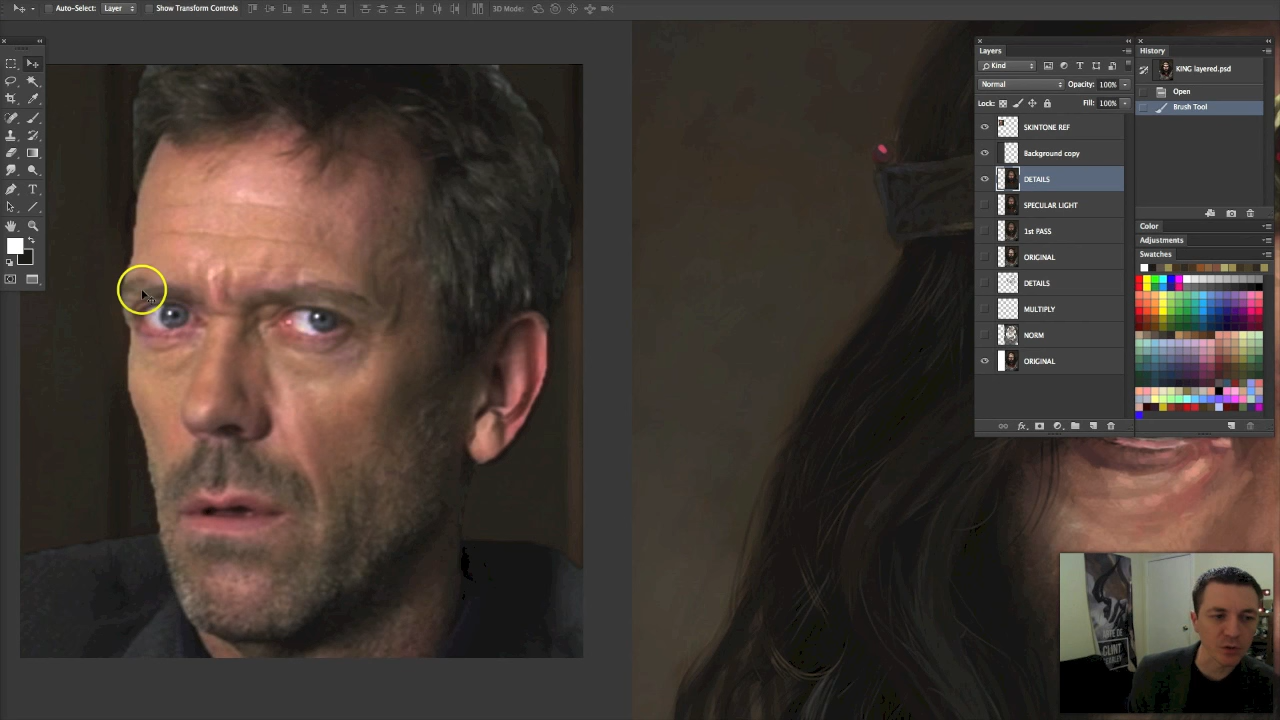 Auto-Select: Layer Show Transform Controls 3D Mode:
Layers
Kind
Normal Opacity: 100%
Lock: Fill: 100%
SKINTONE REF
Background copy
DETAILS
SPECULAR LIGHT
1st PASS
ORIGINAL
DETAILS
MULTIPLY
NORM
ORIGINAL
History
KING layered.psd
Open
Brush Tool
Color
Adjustments
Swatches
ARTE DE
CLINT